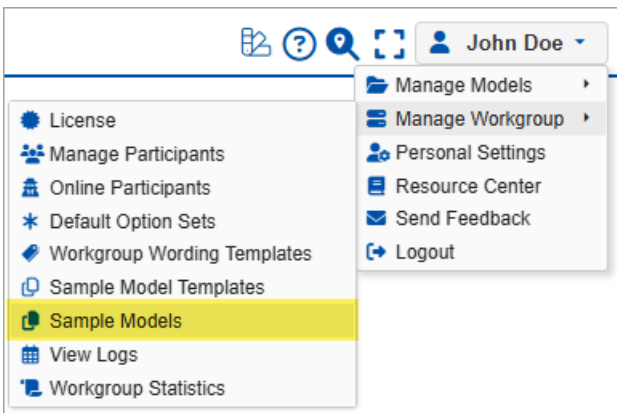 John Doe
Manage Models
Manage Workgroup
Personal Settings
Resource Center
Send Feedback
Logout
License
Manage Participants
Online Participants
Default Option Sets
Workgroup Wording Templates
Sample Model Templates
Sample Models
View Logs
Workgroup Statistics